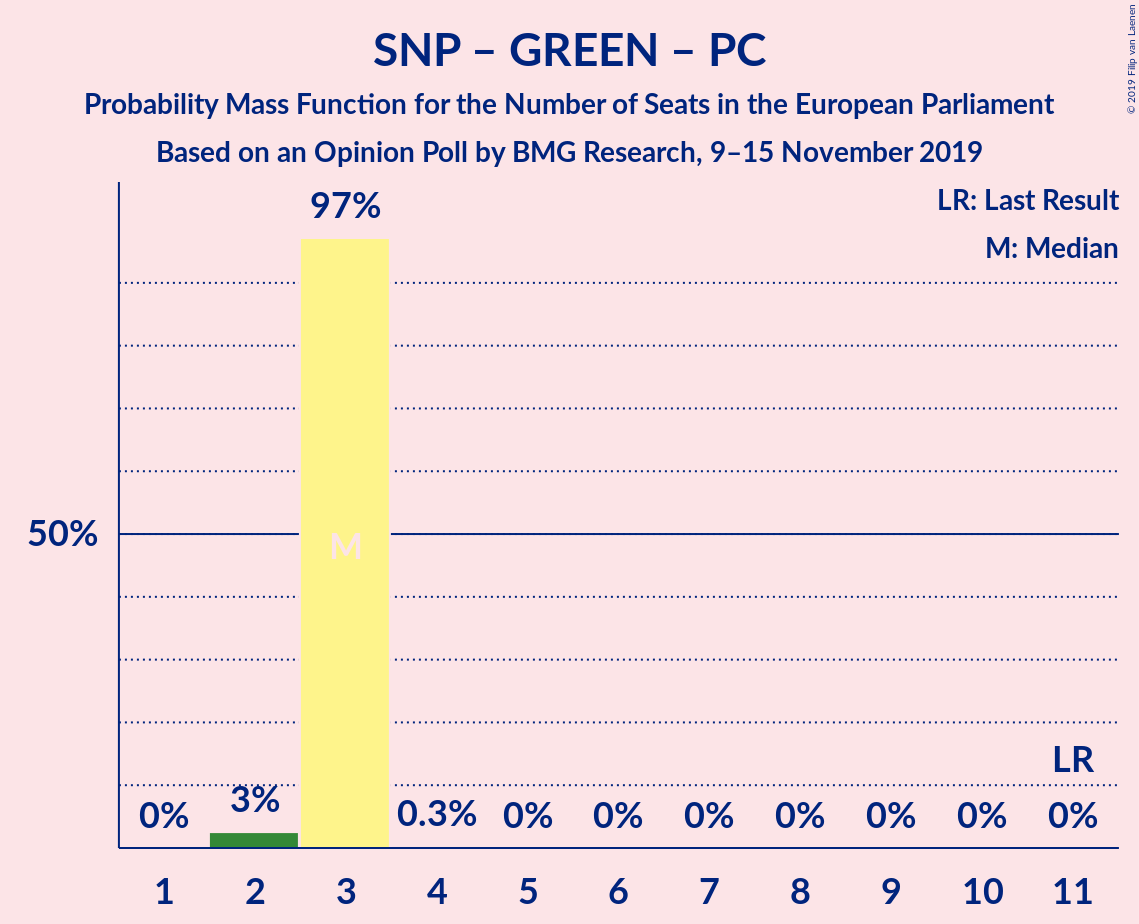 SNP – GREEN – PC
Probability Mass Function for the Number of Seats in the European Parliament
Based on an Opinion Poll by BMG Research, 9–15 November 2019
© 2019 Filip van Laenen
LR: Last Result
M: Median
97%
50%
M
LR
0% 3% 0.3% 0% 0% 0% 0% 0% 0% 0%
1 2 3 4 5 6 7 8 9 10 11